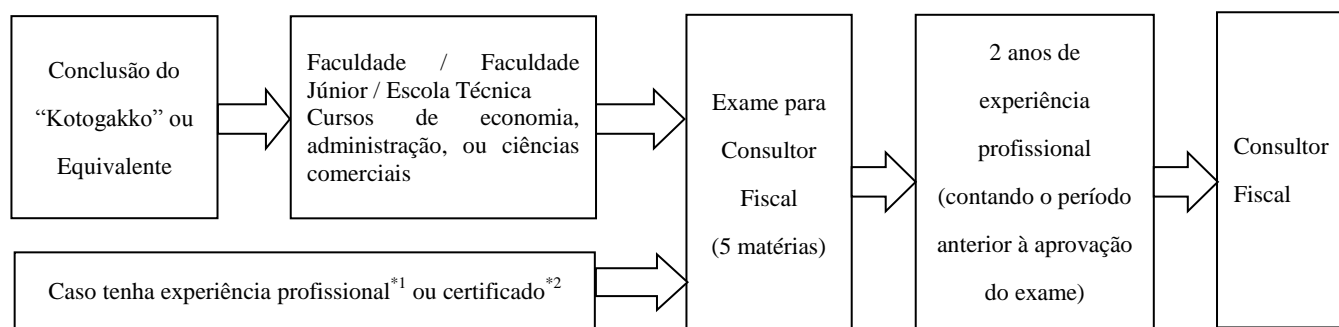 Conclusão do
“Kotogakko” ou
Equivalente
Faculdade / Faculdade
Júnior / Escola Técnica
Cursos de economia,
administração, ou ciências
comerciais
Caso tenha experiência profissional*1 ou certificado*2
Exame para
Consultor
Fiscal
(5 matérias)
2 anos de
experiência
profissional
(contando o período
anterior à aprovação
do exame)
Consultor
Fiscal